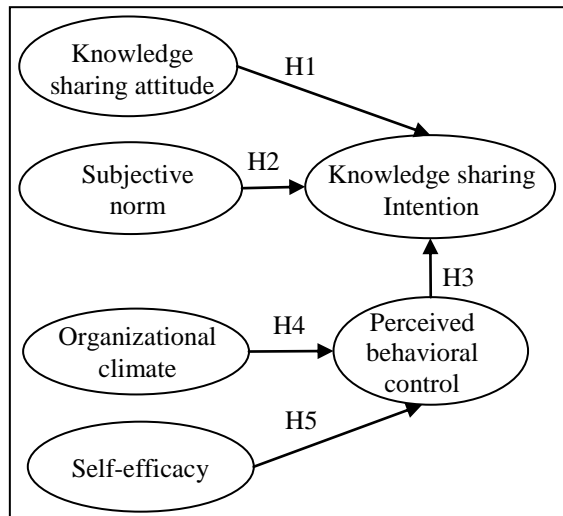 Knowledge
sharing attitude
H1
Subjective
norm
H2
Knowledge sharing
Intention
H3
Organizational
climate
H4
Perceived
behavioral
control
H5
Self-efficacy